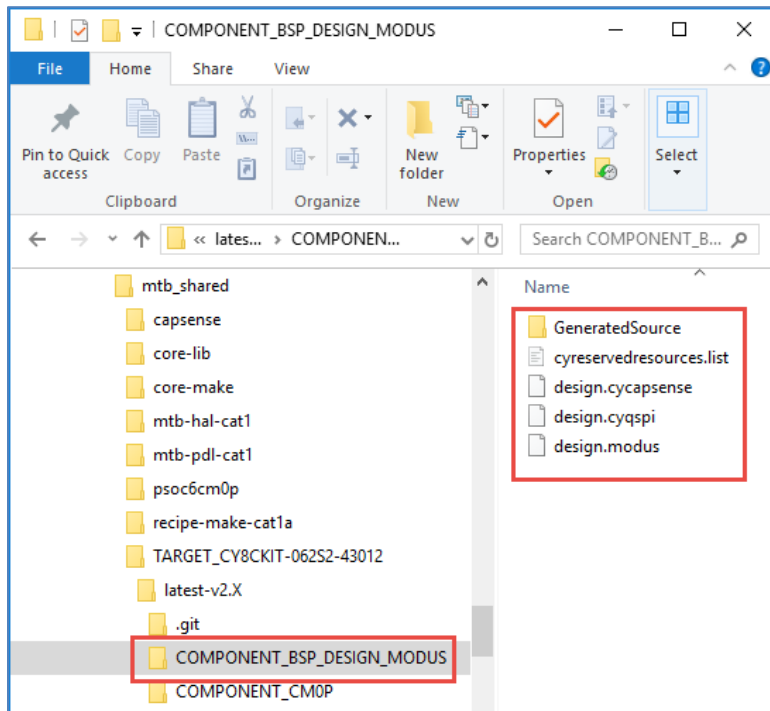 COMPONENT_BSP_DESIGN_MODUS
File Home Share View
Pin to Quick access
Copy
Paste
New folder
Properties
Select
Clipboard Organize New Open
« lates... > COMPONEN...
Search COMPONENT_B...
mtb_shared
capsense
core-lib
core-make
mtb-hal-cat1
mtb-pdl-cat1
psoc6cm0p
recipe-make-cat1a
TARGET_CY8CKIT-062S2-43012
latest-v2.X
.git
COMPONENT_BSP_DESIGN_MODUS
COMPONENT_CM0P
Name
GeneratedSource
cyreservedresources.list
design.cycapsense
design.cyqspi
design.modus